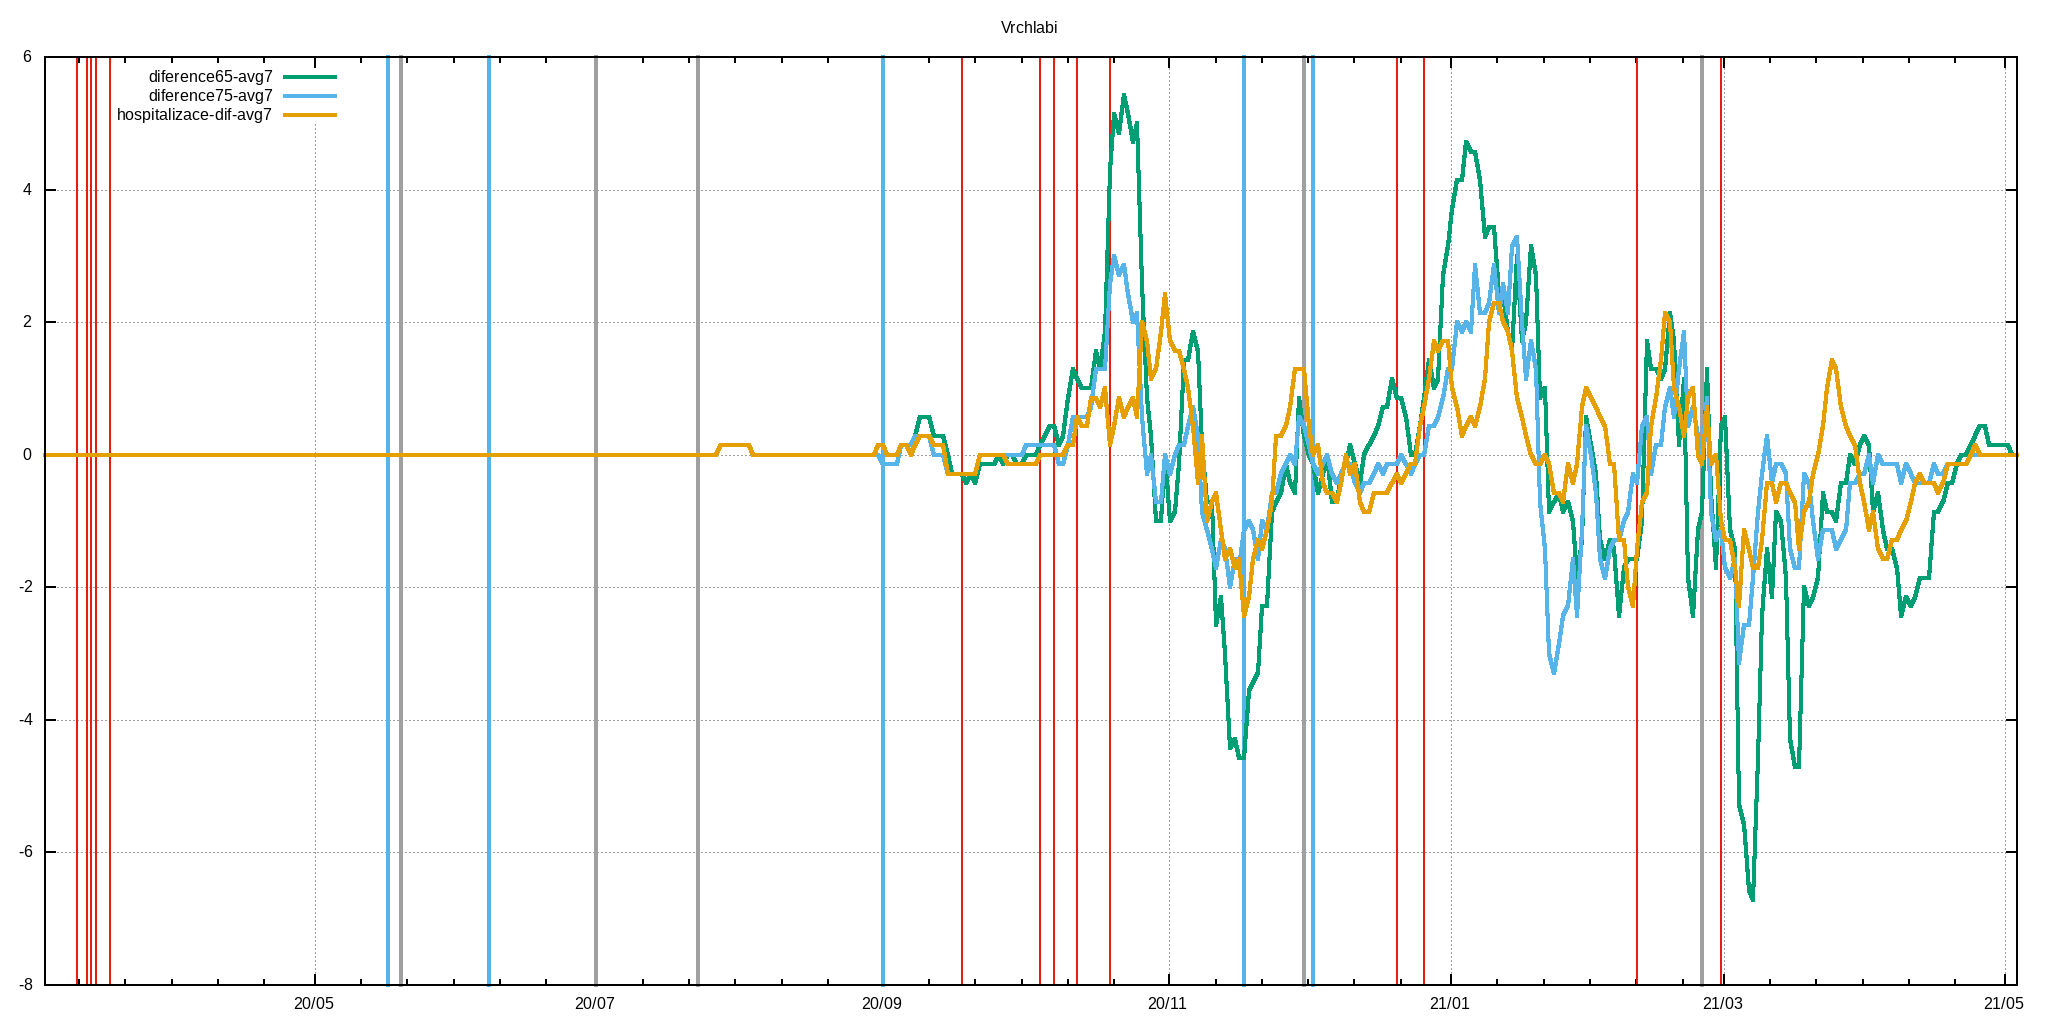 Vrchlabi
6
diference65-avg7
diference75-avg7
hospitalizace-dif-avg7
4
2
0
-2
-4
-6
-8
20/05 20/07 20/09 20/11 21/01 21/03 21/05